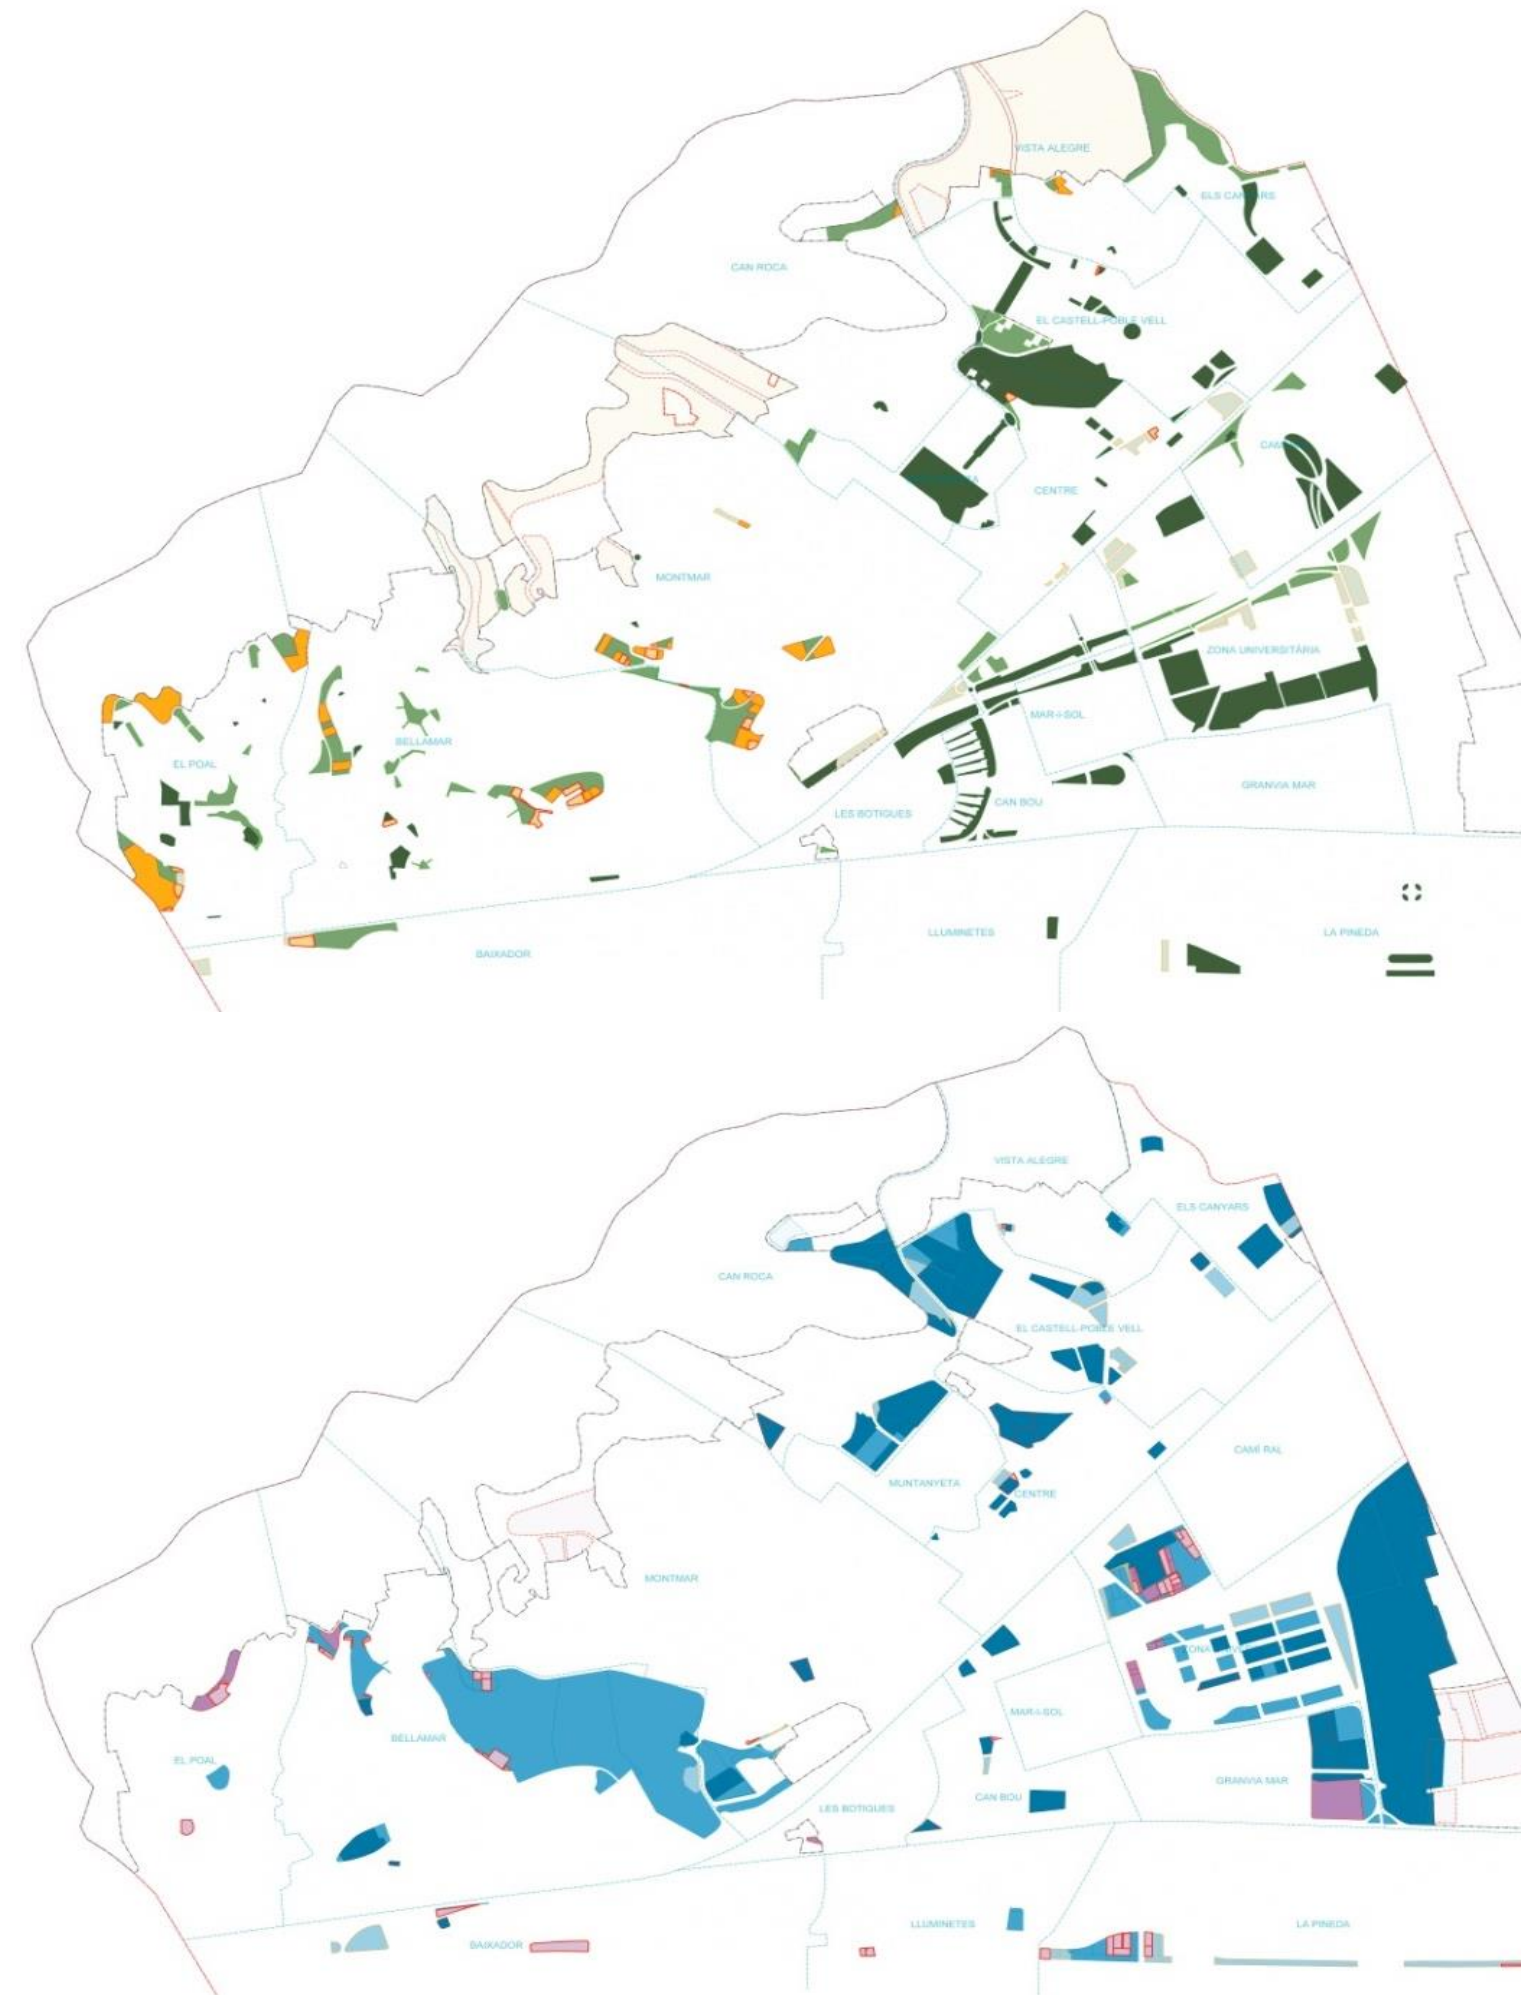 VISTA ALEGRE
ELS CANYARS
CAN ROCA
EL CASTELL-POBLE VELL
CENTRE
MONTMAR
ZONA UNIVERSITÀRIA
MAR-i-SOL
BELLAMAR
EL POAL
GRANVIA MAR
CAN BOU
LES BOTIGUES
LLUMINETES
LA PINEDA
BAIXADOR
VISTA ALEGRE
ELS CANYARS
CAN ROCA
EL CASTELL-POBLE VELL
CAMÍ RAL
MUNTANYETA
CENTRE
MONTMAR
ZONA
MAR-i-SOL
BELLAMAR
EL POAL
GRANVIA MAR
CAN BOU
LES BOTIGUES
LLUMINETES
LA PINEDA
BAIXADOR